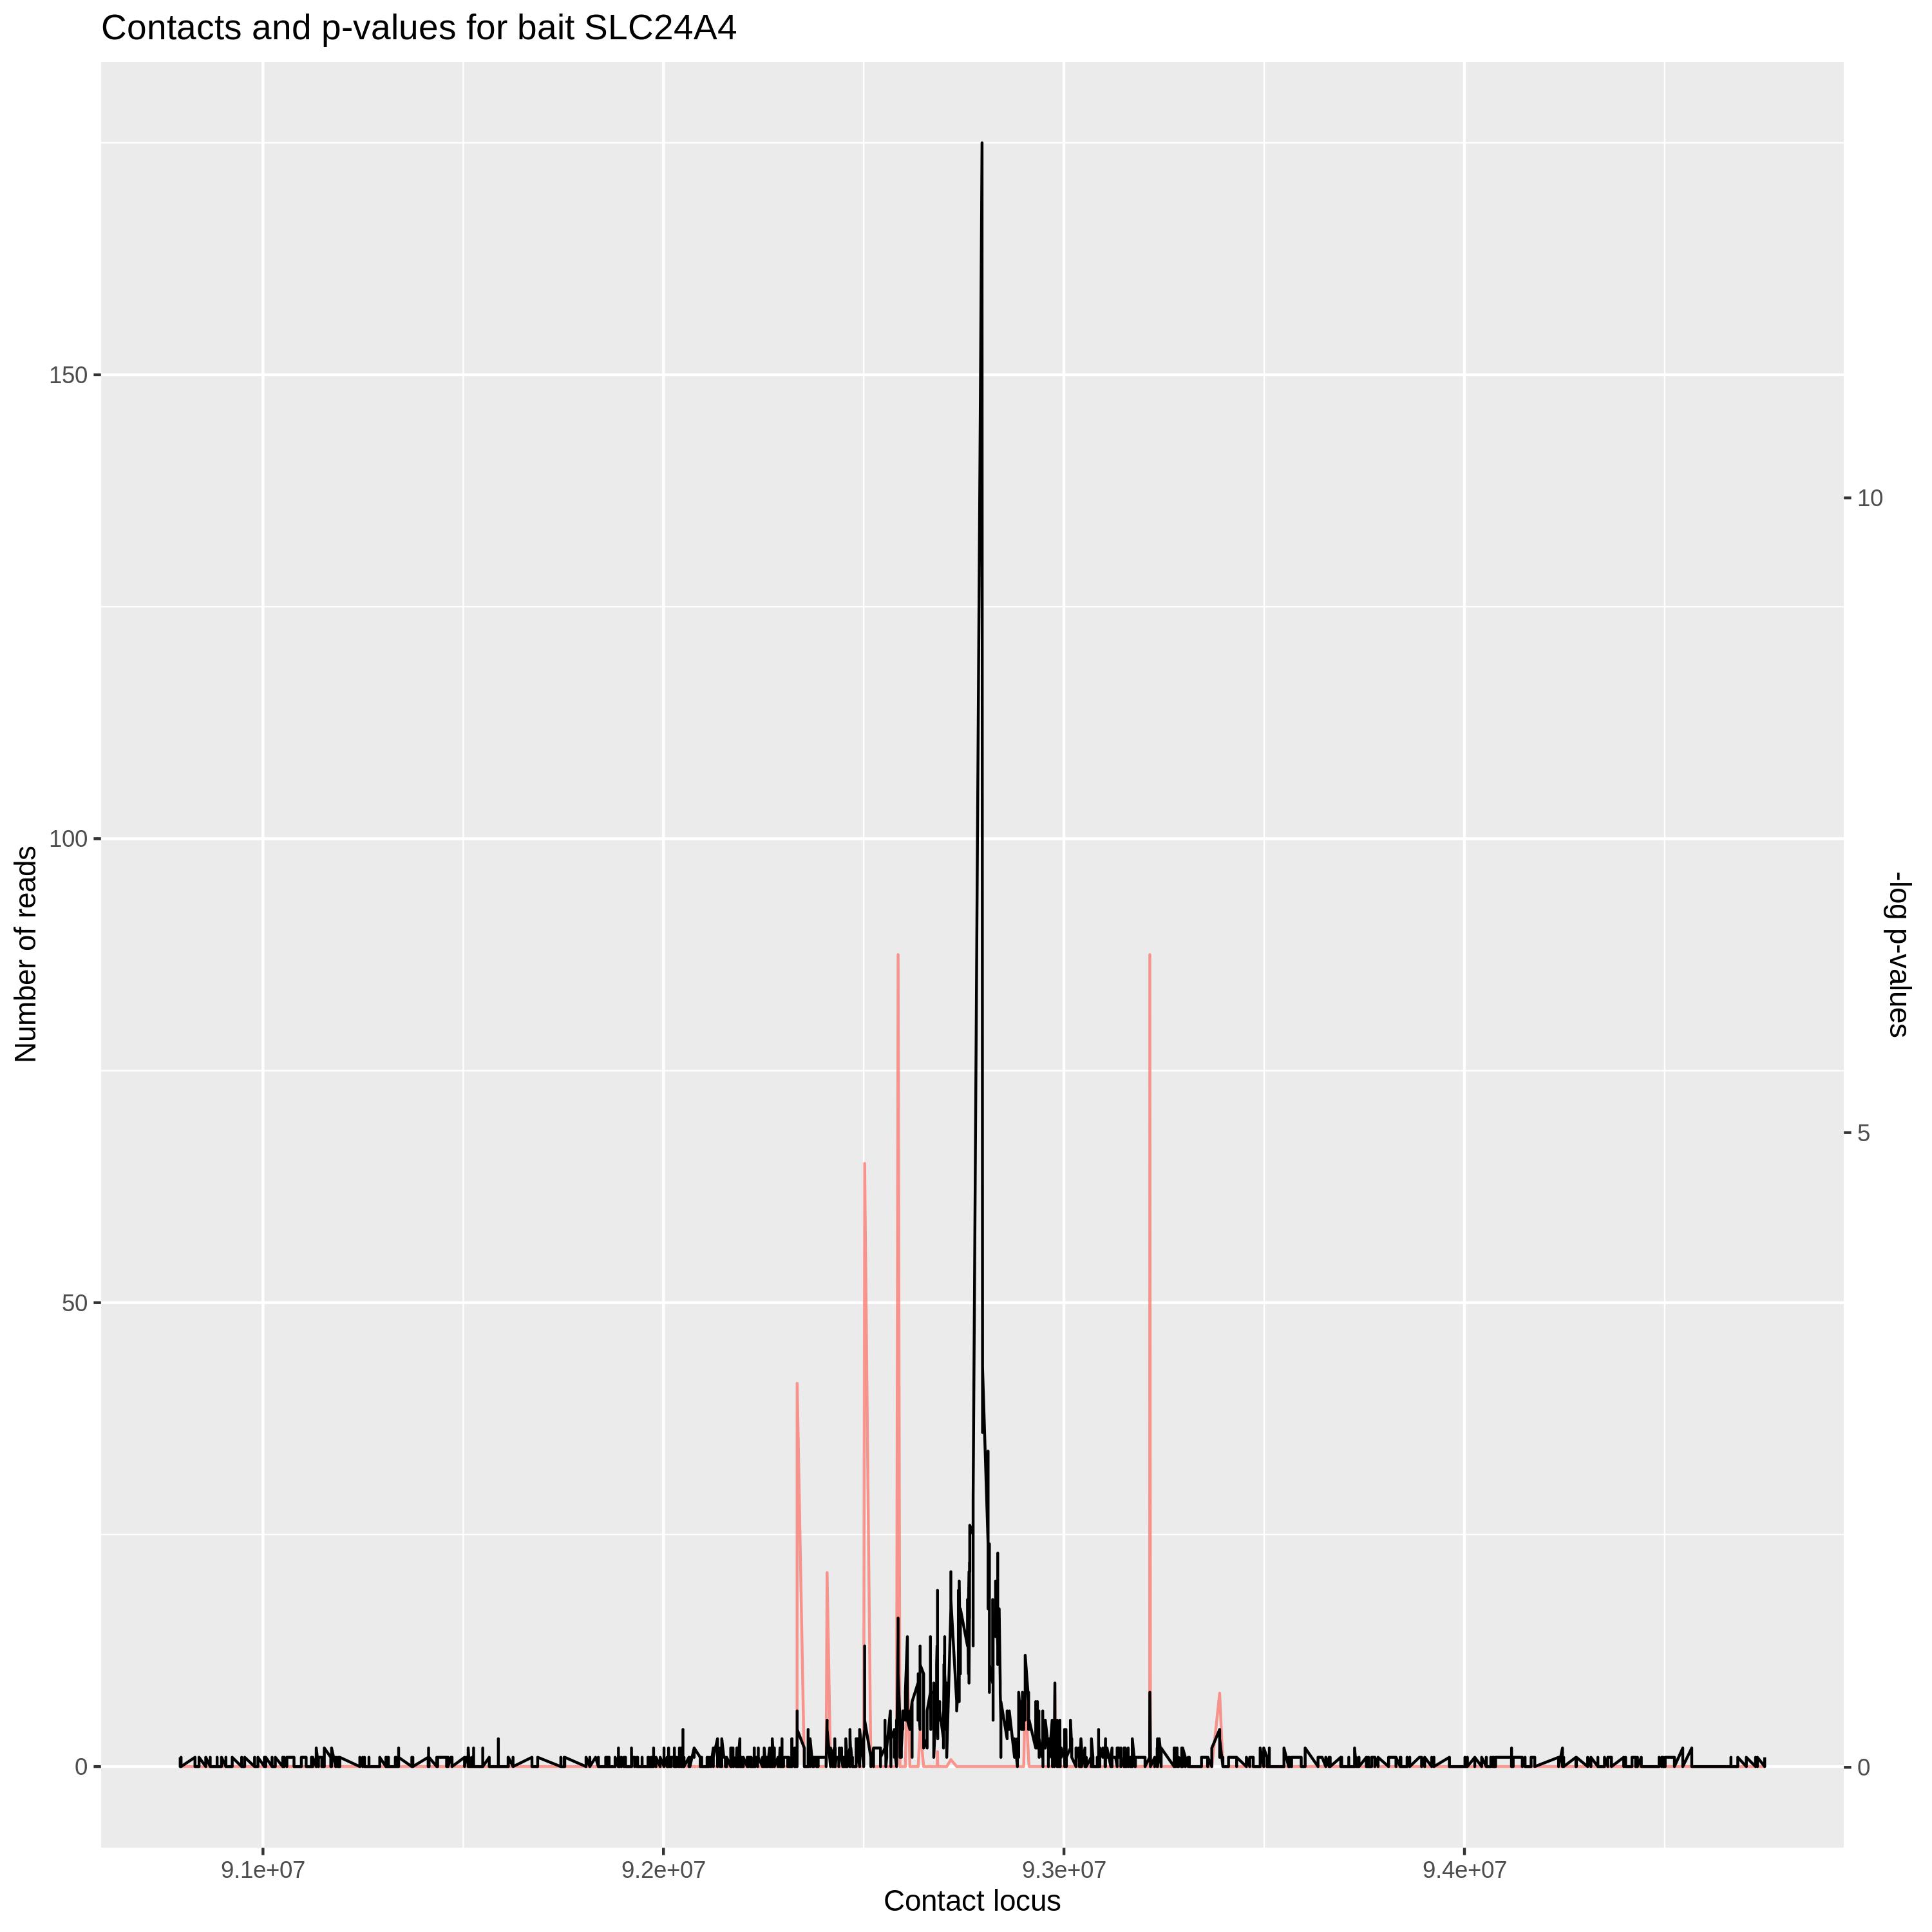 Contacts and p-values for bait SLC24A4
Number of reads
150
100
50
0
10
5
0
-log p-values
9.1e+07
9.2e+07
9.3e+07
9.4e+07
Contact locus